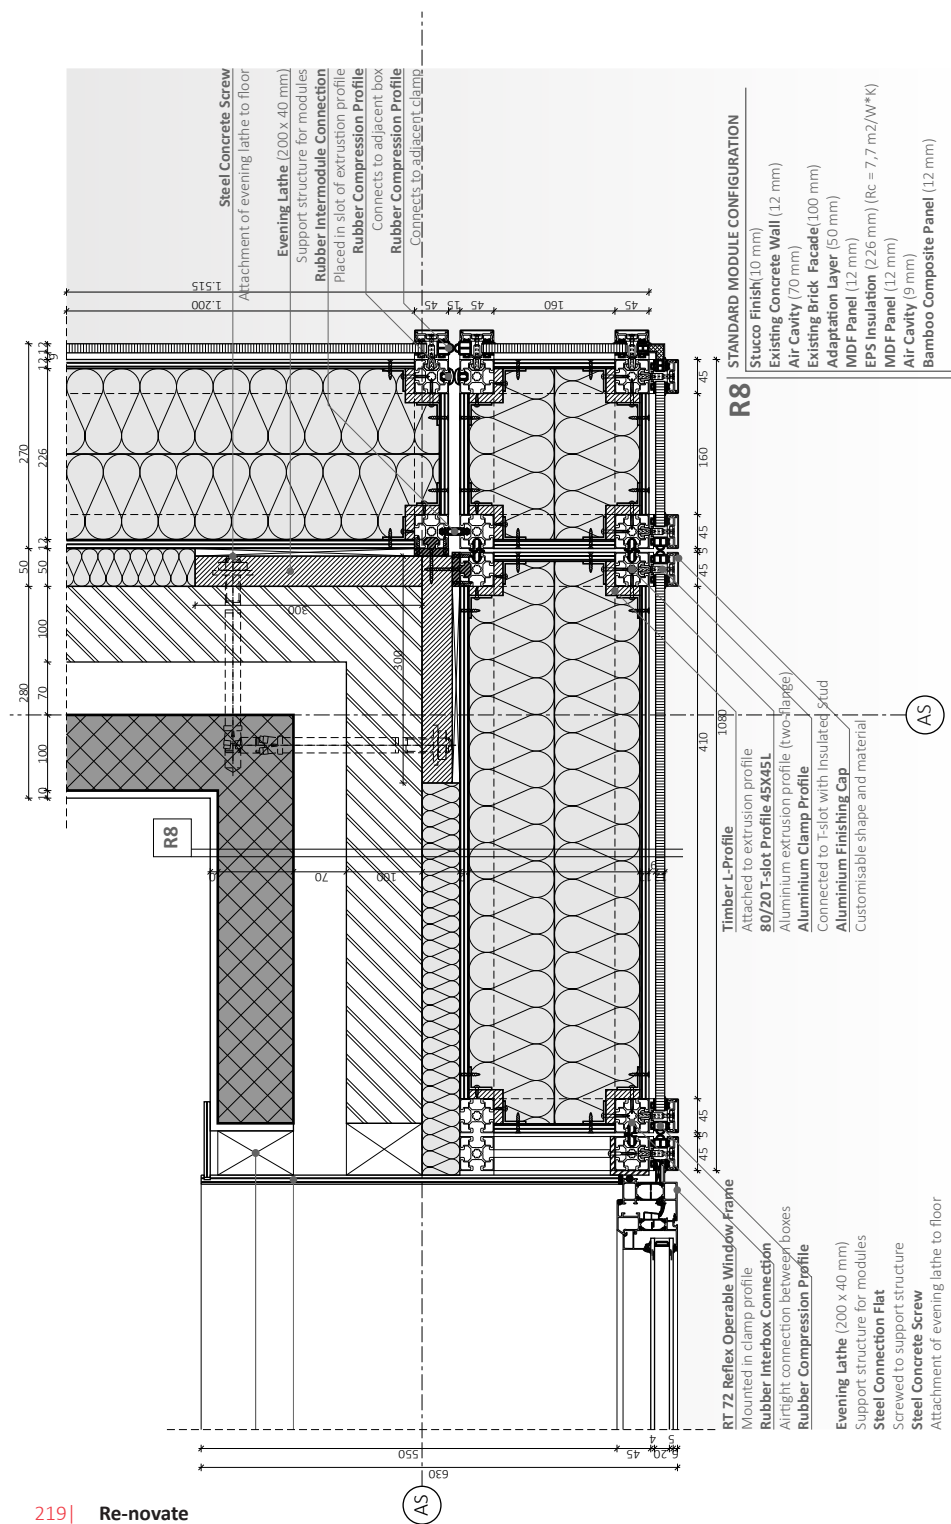 Steel Concrete Screw
Attachment of evening lathe to floor
Evening Lathe (200 x 40 mm)
Support structure for modules
Rubber Intermodule Connection
Placed in slot of extrustion profile
Rubber Compression Profile
Connects to adjacent box
Rubber Compression Profile
Connects to adjacent clamp
1.515
1.200
45
15
45
160
45
270
12
12
9
12
226
12
50
50
100
280
70
100
10
300
300
45
160
45
5
45
410
1080
45
5
45
R8
70
100
AS
AS
R8
STANDARD MODULE CONFIGURATION
Stucco Finish(10 mm)
Existing Concrete Wall (12 mm)
Air Cavity (70 mm)
Existing Brick Facade(100 mm)
Adaptation Layer (50 mm)
MDF Panel (12 mm)
EPS Insulation (226 mm) (Rc = 7,7 m2/W*K)
MDF Panel (12 mm)
Air Cavity (9 mm)
Bamboo Composite Panel (12 mm)
Timber L-Profile
Attached to extrusion profile
80/20 T-slot Profile 45X45L
Aluminium extrusion profile (two-flange)
Aluminium Clamp Profile
Connected to T-slot with Insulated Stud
Aluminium Finishing Cap
Customisable shape and material
RT 72 Reflex Operable Window Frame
Mounted in clamp profile
Rubber Interbox Connection
Airtight connection between boxes
Rubber Compression Profile
Evening Lathe (200 x 40 mm)
Support structure for modules
Steel Connection Flat
Screwed to support structure
Steel Concrete Screw
Attachment of evening lathe to floor
550
45
4
20
5
6
630
219| Re-novate